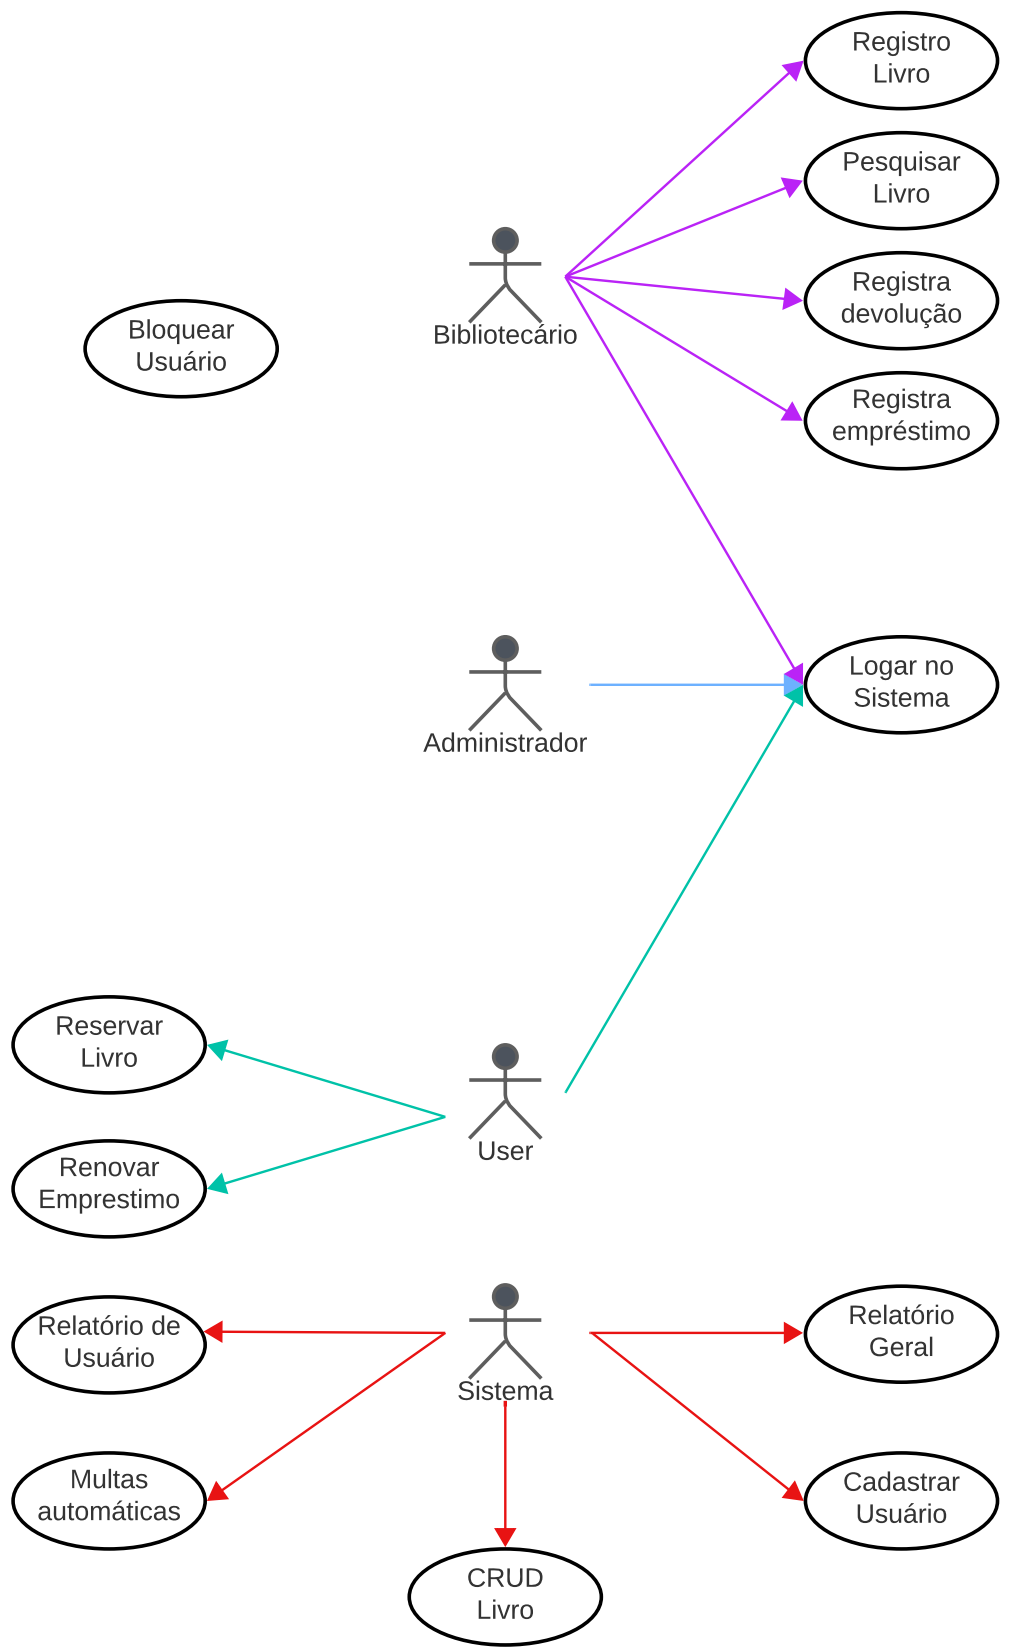 Registro
Livro
Pesquisar
Livro
Registra
devolução
Bibliotecário
Bloquear
Usuário
Registra
empréstimo
Logar no
Sistema
Administrador
Reservar
Livro
User
Renovar
Emprestimo
Relatório de
Usuário
Sistema
Relatório
Geral
Multas
automáticas
Cadastrar
Usuário
CRUD
Livro